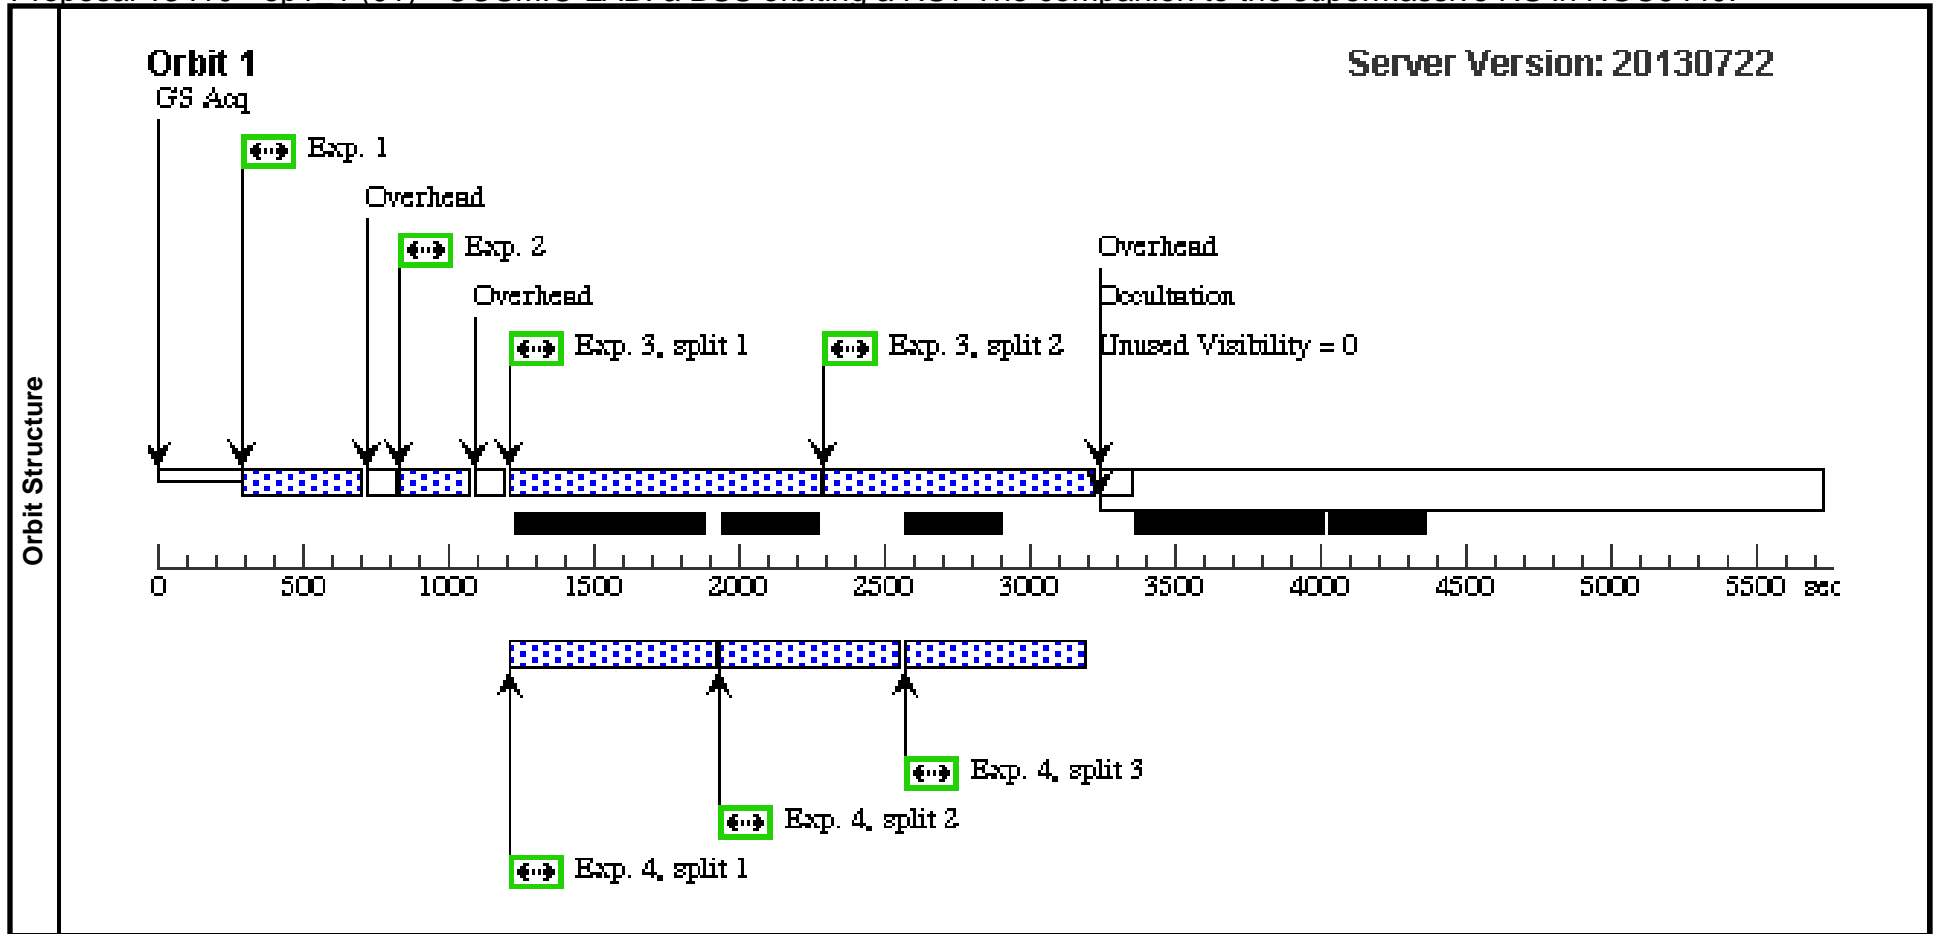 Orbit Structure
Orbit 1
Server Version: 20130722
GS Acq
Exp. 1
Overhead
Exp. 2
Overhead
Overhead
Occultation
Exp. 3, split 1
Exp. 3, split 2
Unused Visibility = 0
0 500 1000 1500 2000 2500 3000 3500 4000 4500 5000 5500 sec
Exp. 4, split 3
Exp. 4, split 2
Exp. 4, split 1